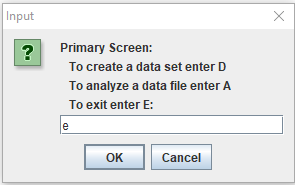 Input
Primary Screen:
To create a data set enter D
To analyze a data file enter A
To exit enter E:
e
OK Cancel